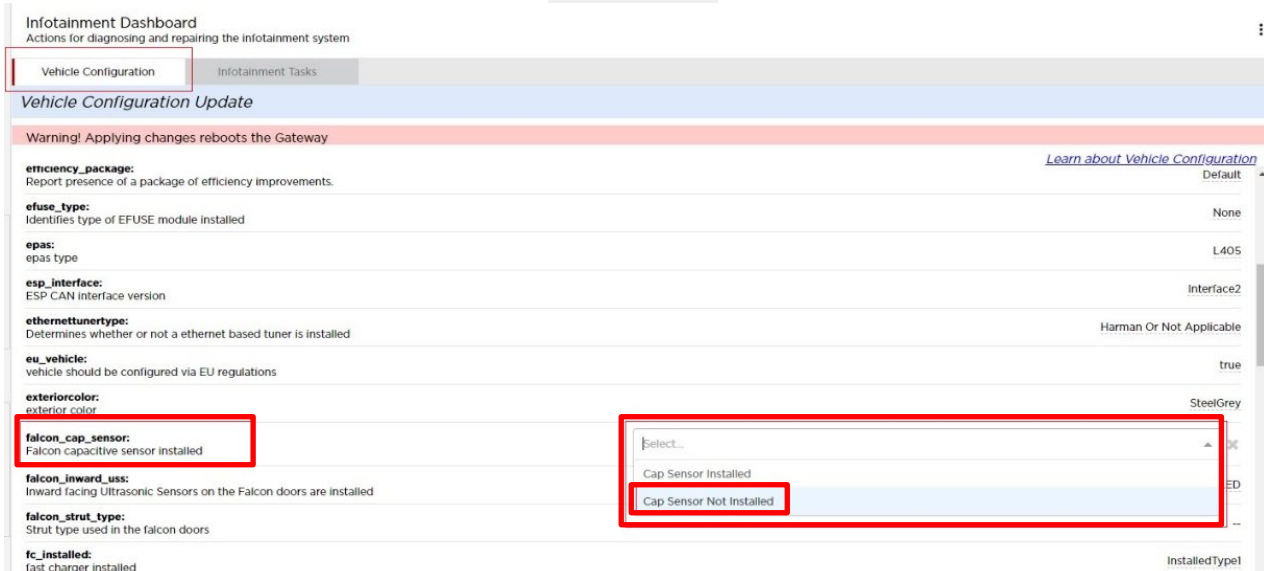 Infotainment Dashboard
Actions for diagnosing and repairing the infotainment system
Vehicle Configuration
Infotainment Tasks
Vehicle Configuration Update
Warning! Applying changes reboots the Gateway
Learn about Vehicle Configuration
efficiency_package:
Report presence of a package of efficiency improvements.
Default
efuse_type:
Identifies type of EFUSE module installed
None
epas:
epas type
L405
esp_interface:
ESP CAN interface version
Interface2
ethernettunertype:
Determines whether or not a ethernet based tuner is installed
Harman Or Not Applicable
eu_vehicle:
vehicle should be configured via EU regulations
true
exteriorcolor:
exterior color
SteelGrey
falcon_cap_sensor:
Falcon capacitive sensor installed
Select...
Cap Sensor Installed
Cap Sensor Not Installed
falcon_inward_uss:
Inward facing Ultrasonic Sensors on the Falcon doors are installed
ED
falcon_strut_type:
Strut type used in the falcon doors
--
fc_installed:
fast charger installed
InstalledType1